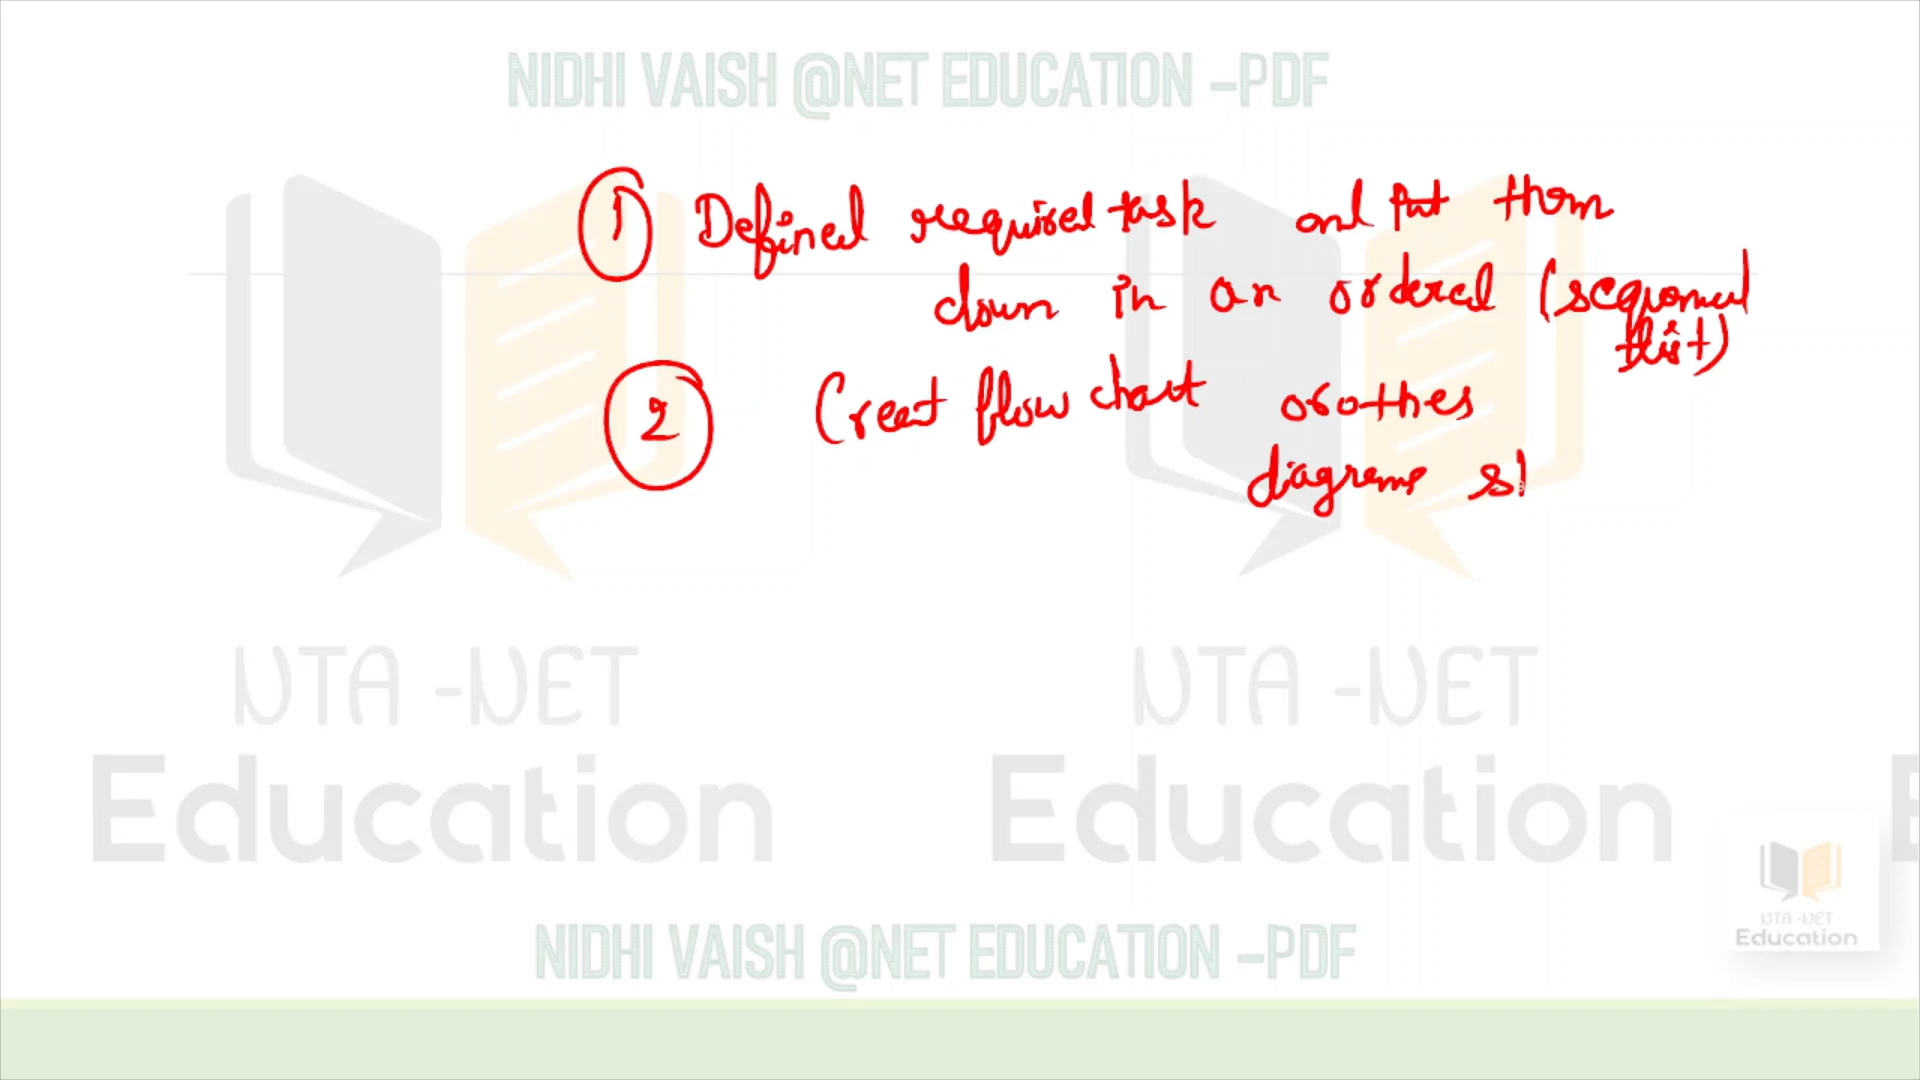 NIDHI VAISH @NET EDUCATION -PDF
1 Defined required task and Put them
down in an ordered (sequencel
list)
2 Creat flow chart or other
diagrams sh
NTA -NET NTA -NET
Education Education E
NTA -NET
Education
NIDHI VAISH @NET EDUCATION -PDF